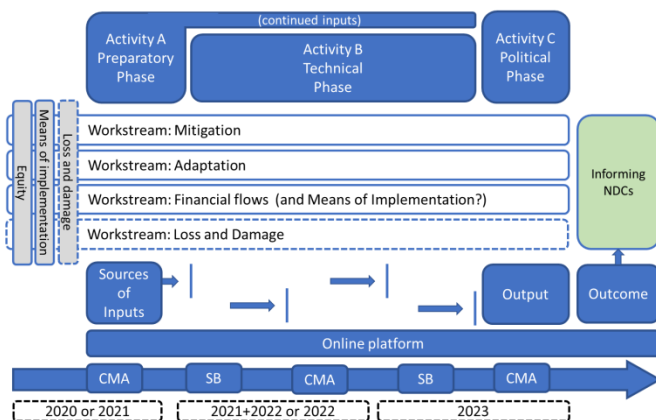 (continued inputs)
Activity A
Preparatory
Phase
Activity B
Technical
Phase
Activity C
Political
Phase
Equity
Means of implementation
Loss and damage
Workstream: Mitigation
Workstream: Adaptation
Workstream: Financial flows (and Means of Implementation?)
Workstream: Loss and Damage
Informing
NDCs
Sources
of
Inputs
Output
Outcome
Online platform
CMA
SB
CMA
SB
CMA
2020 or 2021
2021+2022 or 2022
2023